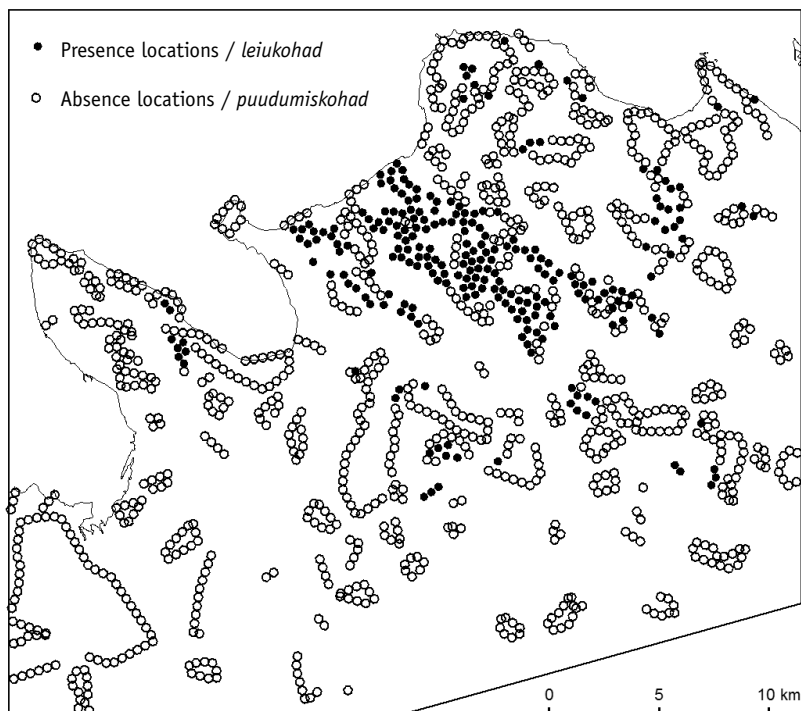 Presence locations / leiukohad
Absence locations / puudumiskohad
0 5 10 km